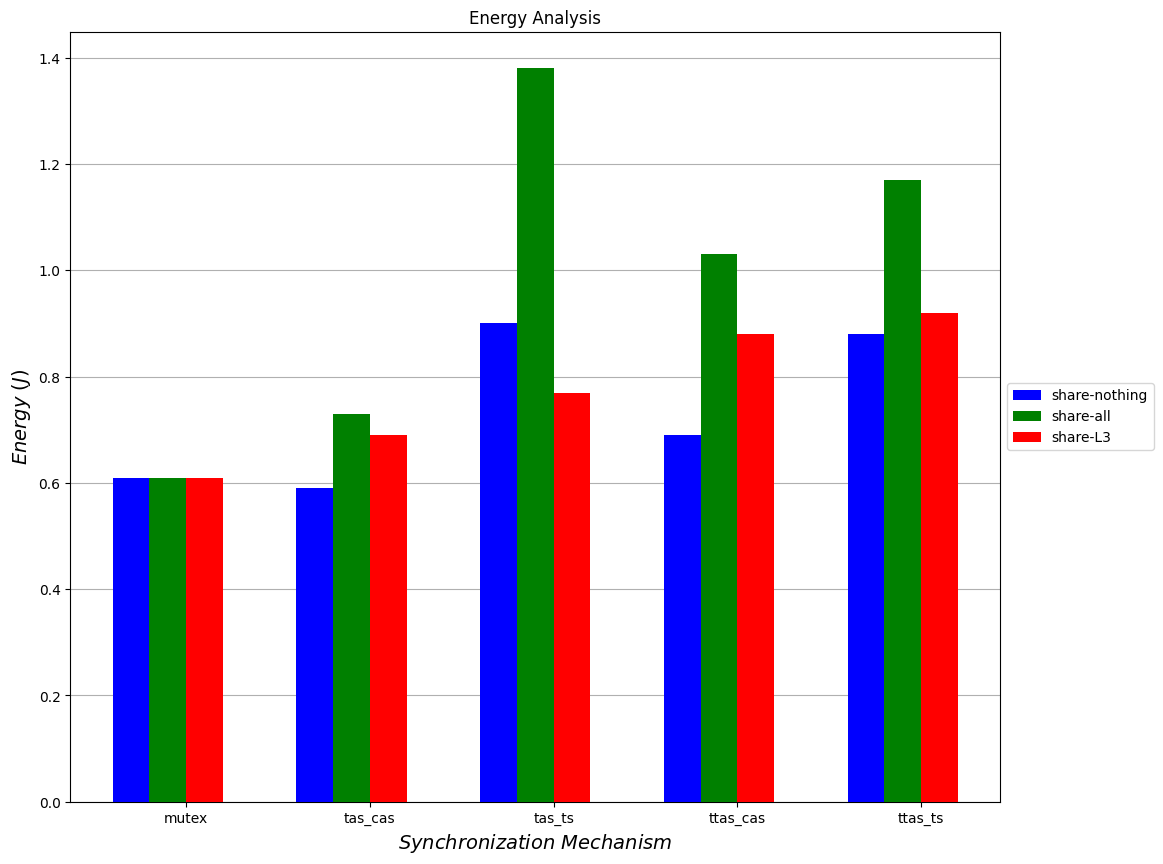 Energy Analysis
1.4
1.2
1.0
0.8
0.6
0.4
0.2
0.0
Energy (J)
mutex
tas_cas
tas_ts
ttas_cas
ttas_ts
Synchronization Mechanism
share-nothing
share-all
share-L3